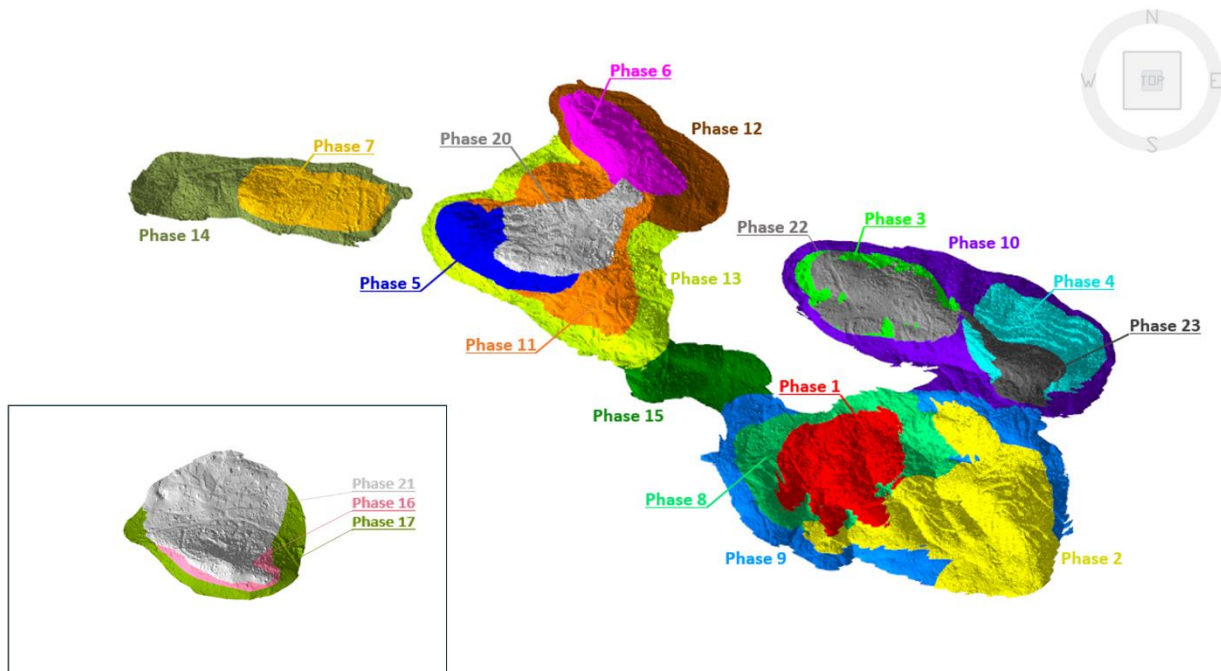 N
W
TOP
E
S
Phase 6
Phase 12
Phase 20
Phase 7
Phase 14
Phase 5
Phase 13
Phase 11
Phase 22
Phase 3
Phase 10
Phase 4
Phase 23
Phase 1
Phase 15
Phase 8
Phase 9
Phase 2
Phase 21
Phase 16
Phase 17